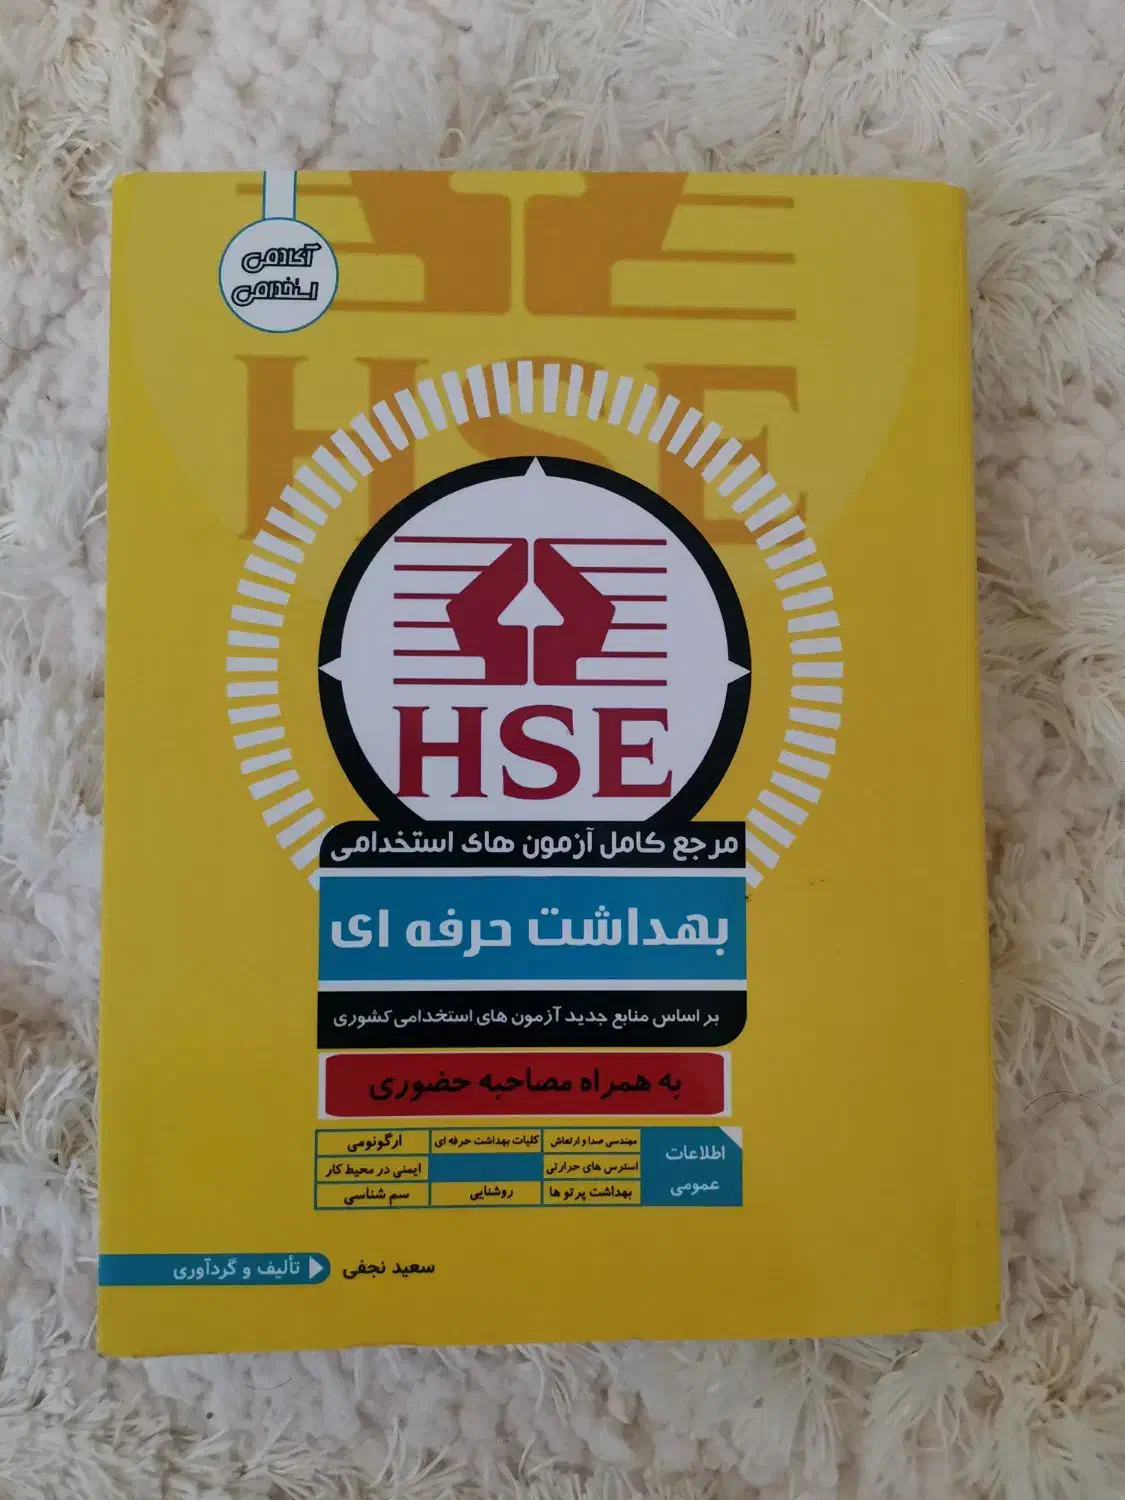 آکادمی
استخدامی
HSE
HSE
مرجع کامل آزمون های استخدامی
بهداشت حرفه ای
بر اساس منابع جدید آزمون های استخدامی کشوری
به همراه مصاحبه حضوری
اطلاعات
عمومی
مهندسی صدا و ارتعاش
کلیات بهداشت حرفه ای
ارگونومی
استرس های حرارتی
ایمنی در محیط کار
بهداشت پرتو ها
روشنایی
سم شناسی
تألیف و گردآوری
سعید نجفی